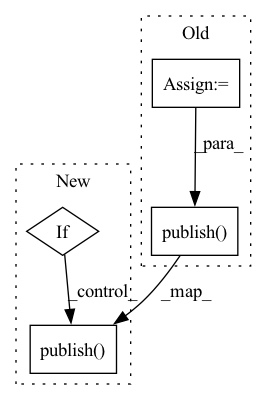 Old
Assign:=
_para_
New
If
publish()
_control_
_map_
publish()